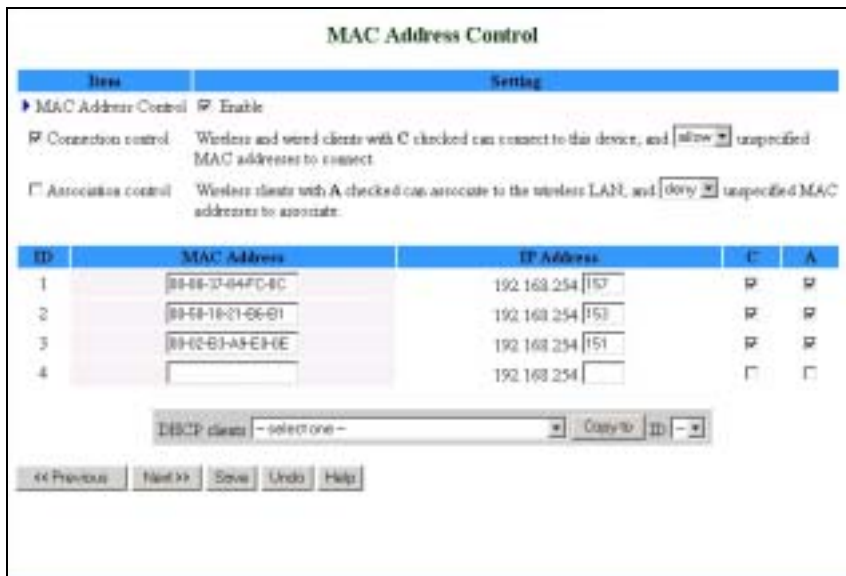 MAC Address Control
Item Setting
MAC Address Control Enable
Connection control Wireless and wired clients with C checked can connect to this device, and allow unspecified
MAC addresses to connect.
Association control Wireless clients with A checked can associate to the wireless LAN, and deny unspecified MAC
addresses to associate.
ID MAC Address IP Address C A
1 192.168.254. 157
2 192.168.254. 153
3 192.168.254. 151
4 192.168.254.
DHCP clients -- select one -- Copy to ID --
<< Previous Next >> Save Undo Help